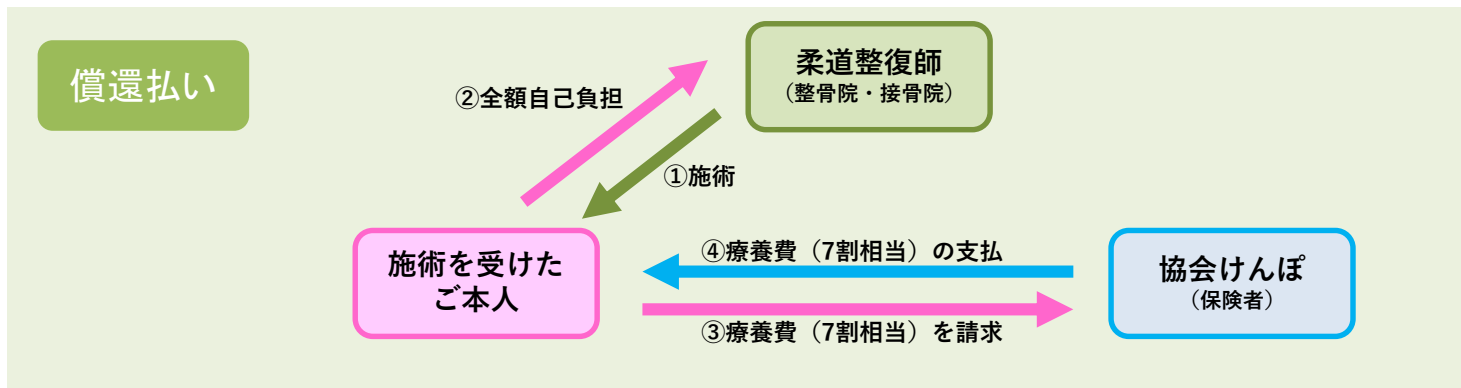 償還払い
柔道整復師
（整骨院・接骨院）
②全額自己負担
①施術
施術を受けた
ご本人
④療養費（7割相当）の支払
③療養費（7割相当）を請求
協会けんぽ
（保険者）